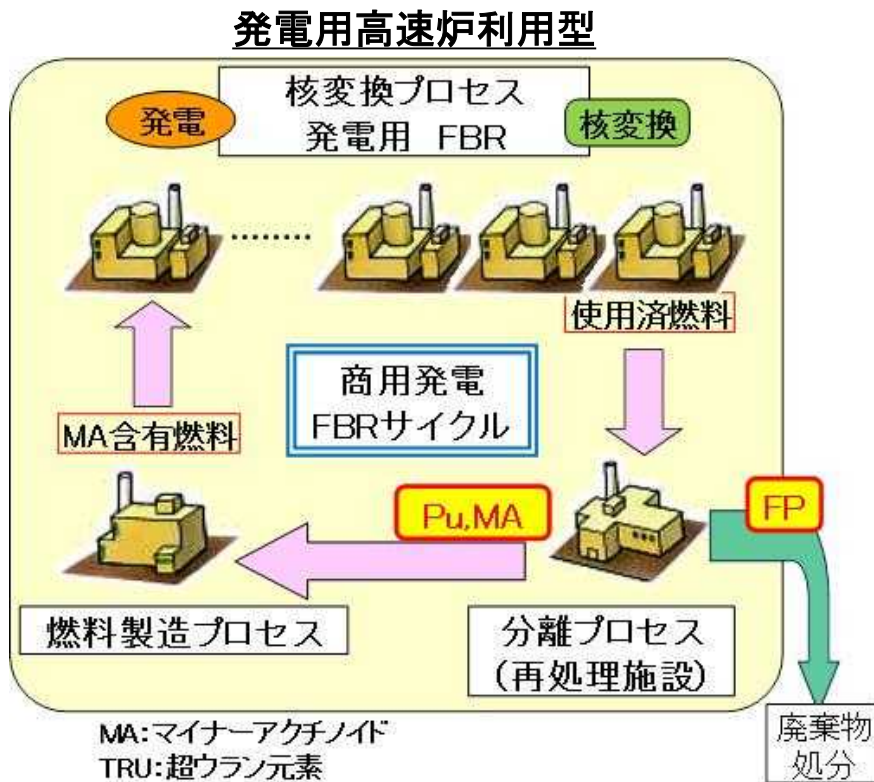 発電用高速炉利用型
発電
核変換プロセス
発電用 FBR
核変換
........
使用済燃料
商用発電
FBRサイクル
MA含有燃料
Pu,MA
FP
燃料製造プロセス
分離プロセス
(再処理施設)
MA:マイナーアクチノイド
TRU:超ウラン元素
廃棄物
処分